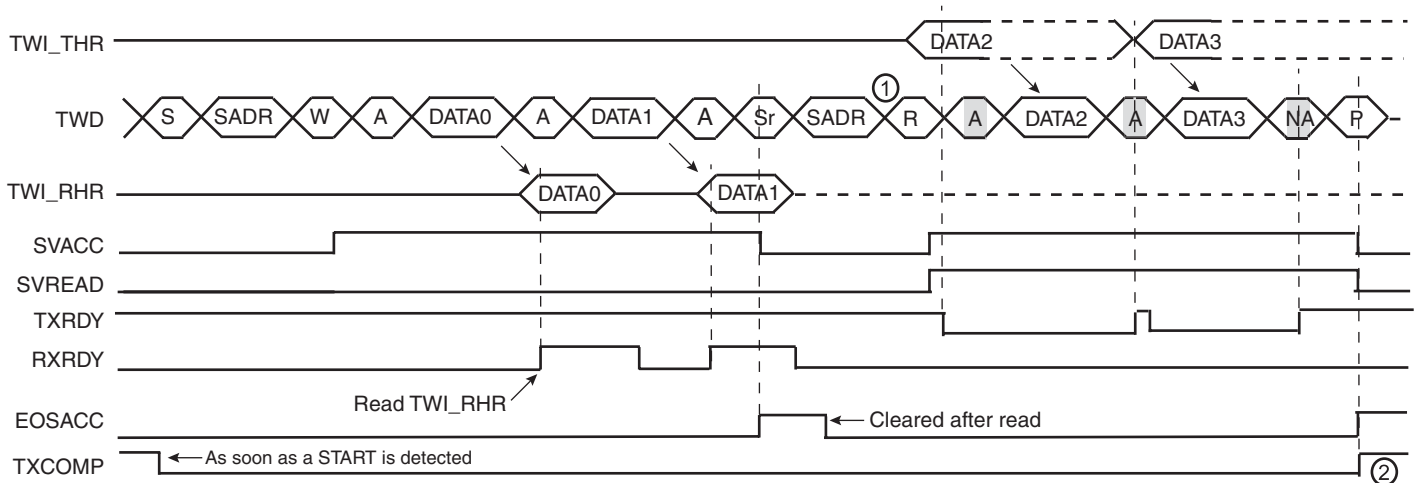 TWI_THR DATA2 DATA3
①
TWD S SADR W A DATA0 A DATA1 A Sr SADR R A DATA2 A DATA3 NA P
TWI_RHR DATA0 DATA1
SVACC
SVREAD
TXRDY
RXRDY
Read TWI_RHR
EOSACC Cleared after read
As soon as a START is detected
TXCOMP ②